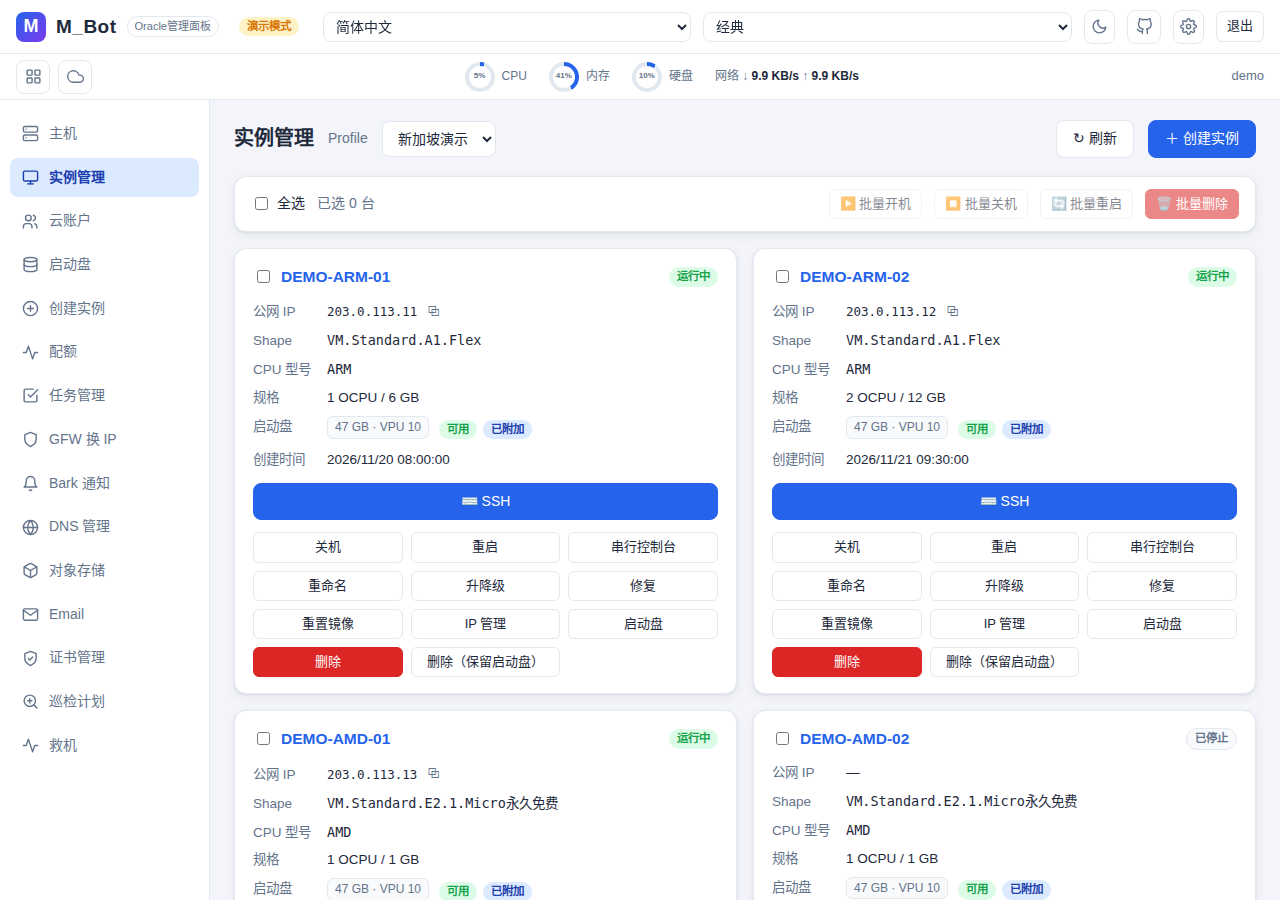 M M_Bot Oracle管理面板 演示模式 简体中文 经典 退出
5% CPU 41% 内存 10% 硬盘 网络 ↓ 9.9 KB/s ↑ 9.9 KB/s demo
主机
实例管理
云账户
启动盘
创建实例
配额
任务管理
GFW 换 IP
Bark 通知
DNS 管理
对象存储
Email
证书管理
巡检计划
救机
实例管理 Profile 新加坡演示 ↻ 刷新 ＋ 创建实例
全选 已选 0 台 ▶️ 批量开机 ⏹️ 批量关机 🔄 批量重启 🗑️ 批量删除
DEMO-ARM-01 运行中
公网 IP 203.0.113.11
Shape VM.Standard.A1.Flex
CPU 型号 ARM
规格 1 OCPU / 6 GB
启动盘 47 GB · VPU 10 可用 已附加
创建时间 2026/11/20 08:00:00
SSH
关机 重启 串行控制台
重命名 升降级 修复
重置镜像 IP 管理 启动盘
删除 删除（保留启动盘）
DEMO-ARM-02 运行中
公网 IP 203.0.113.12
Shape VM.Standard.A1.Flex
CPU 型号 ARM
规格 2 OCPU / 12 GB
启动盘 47 GB · VPU 10 可用 已附加
创建时间 2026/11/21 09:30:00
SSH
关机 重启 串行控制台
重命名 升降级 修复
重置镜像 IP 管理 启动盘
删除 删除（保留启动盘）
DEMO-AMD-01 运行中
公网 IP 203.0.113.13
Shape VM.Standard.E2.1.Micro永久免费
CPU 型号 AMD
规格 1 OCPU / 1 GB
启动盘 47 GB · VPU 10 可用 已附加
DEMO-AMD-02 已停止
公网 IP —
Shape VM.Standard.E2.1.Micro永久免费
CPU 型号 AMD
规格 1 OCPU / 1 GB
启动盘 47 GB · VPU 10 可用 已附加